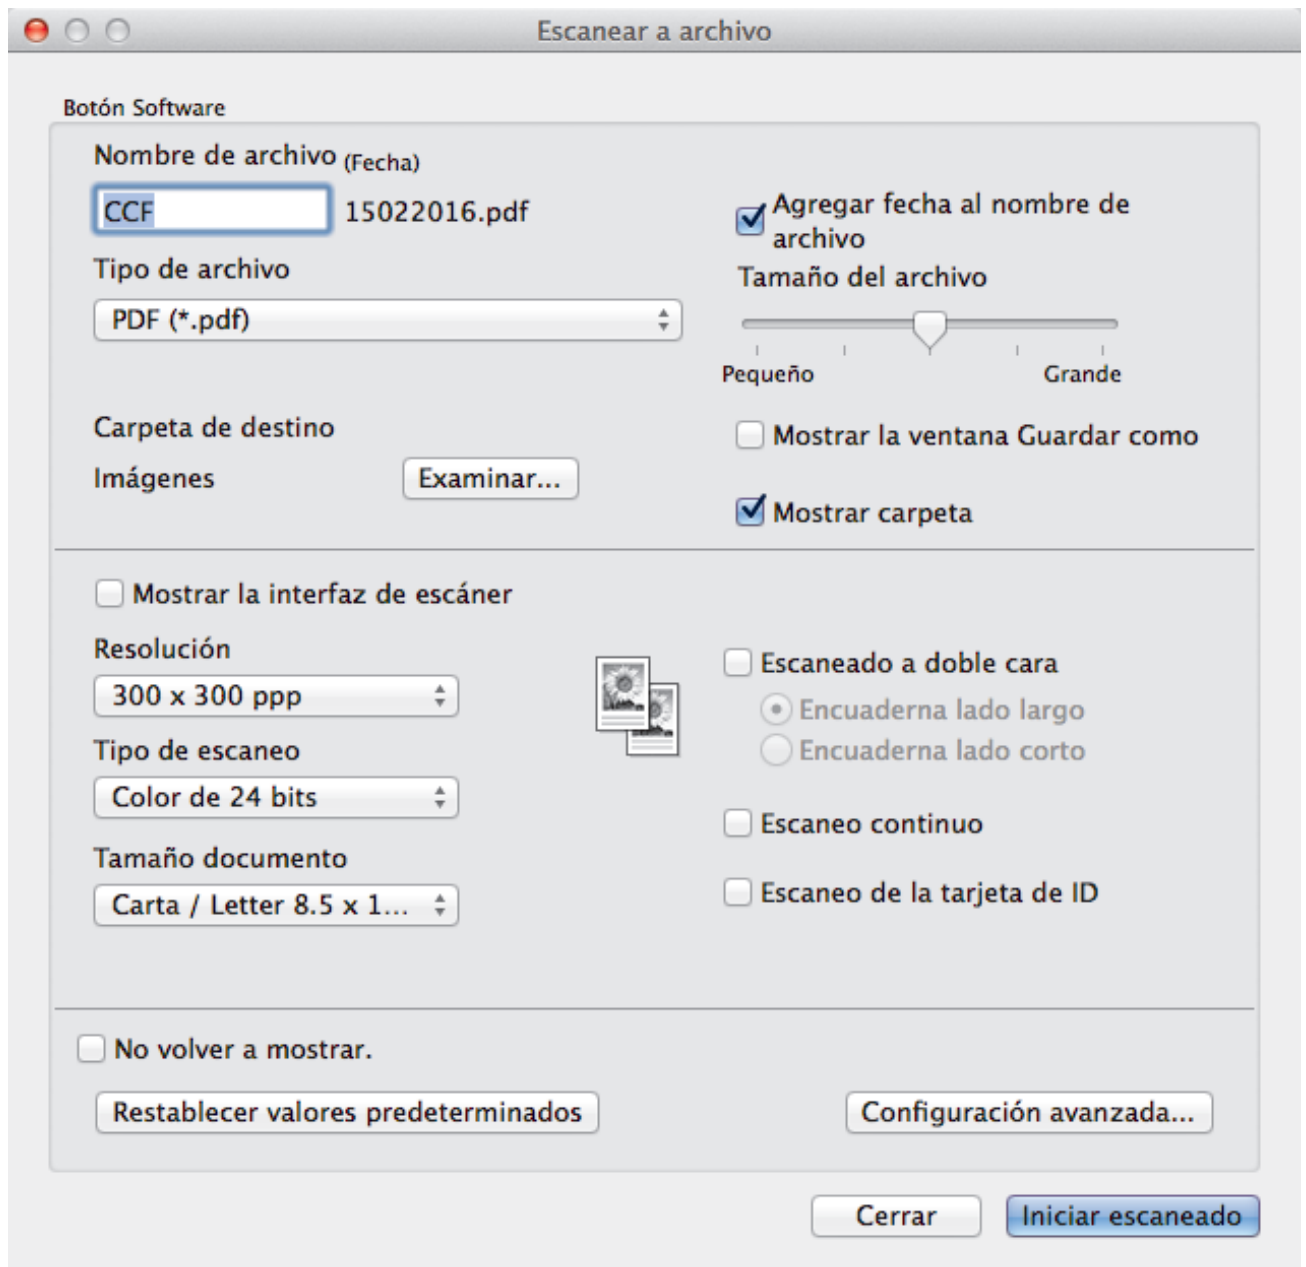 Escanear a archivo
Botón Software
Nombre de archivo (Fecha)
CCF 15022016.pdf
Agregar fecha al nombre de
archivo
Tipo de archivo
PDF (*.pdf)
Tamaño del archivo
Pequeño Grande
Carpeta de destino
Imágenes Examinar...
Mostrar la ventana Guardar como
Mostrar carpeta
Mostrar la interfaz de escáner
Resolución
300 x 300 ppp
Tipo de escaneo
Color de 24 bits
Tamaño documento
Carta / Letter 8.5 x 1...
Escaneado a doble cara
Encuaderna lado largo
Encuaderna lado corto
Escaneo continuo
Escaneo de la tarjeta de ID
No volver a mostrar.
Restablecer valores predeterminados Configuración avanzada...
Cerrar Iniciar escaneado